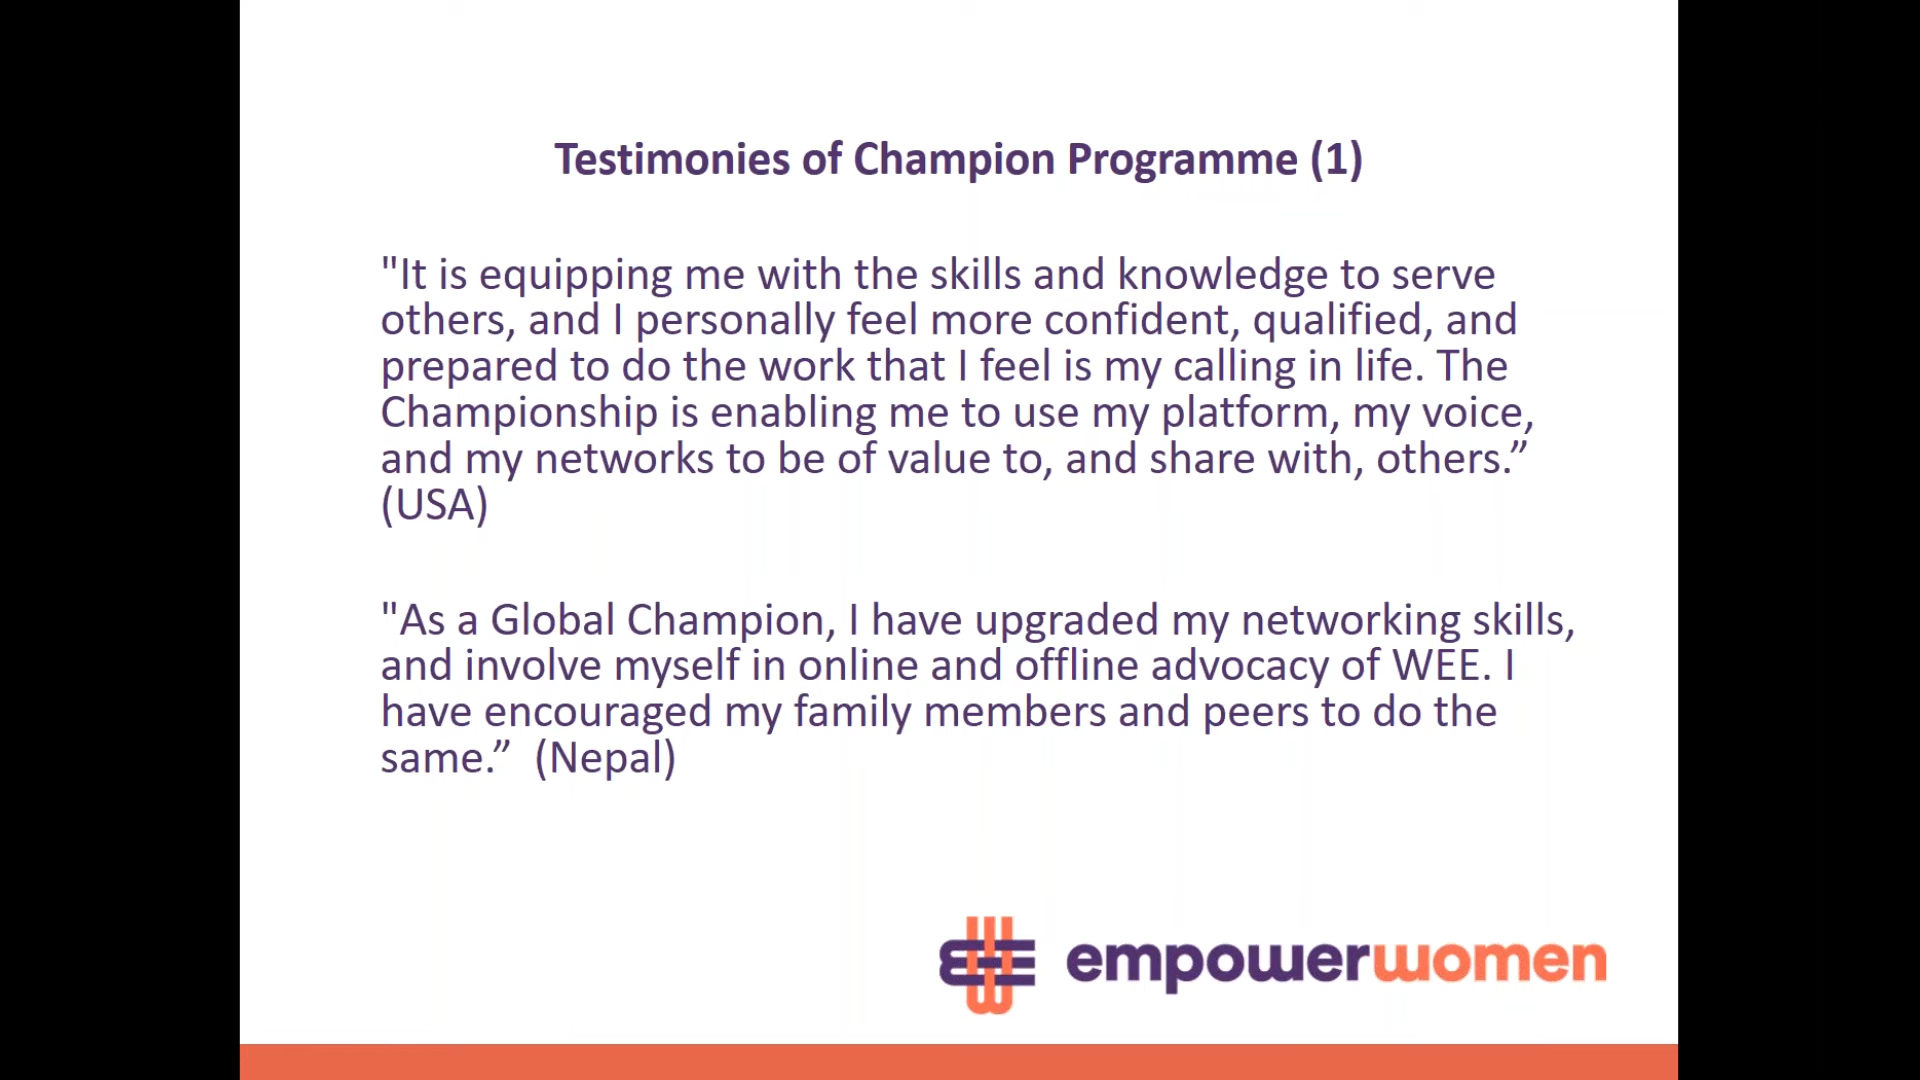 Testimonies of Champion Programme (1)
"It is equipping me with the skills and knowledge to serve
others, and I personally feel more confident, qualified, and
prepared to do the work that I feel is my calling in life. The
Championship is enabling me to use my platform, my voice,
and my networks to be of value to, and share with, others.”
(USA)
"As a Global Champion, I have upgraded my networking skills,
and involve myself in online and offline advocacy of WEE. I
have encouraged my family members and peers to do the
same.”  (Nepal)
empowerwomen